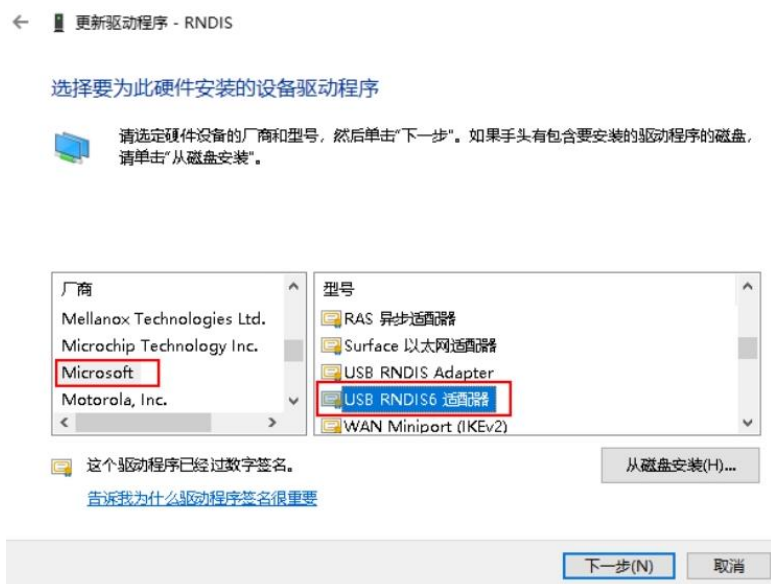 更新驱动程序 - RNDIS
选择要为此硬件安装的设备驱动程序
请选定硬件设备的厂商和型号，然后单击"下一步"。如果手头有包含要安装的驱动程序的磁盘，
请单击"从磁盘安装"。
厂商
Mellanox Technologies Ltd.
Microchip Technology Inc.
Microsoft
Motorola, Inc.
型号
RAS 异步适配器
Surface 以太网适配器
USB RNDIS Adapter
USB RNDIS6 适配器
WAN Miniport (IKEv2)
这个驱动程序已经过数字签名。
告诉我为什么驱动程序签名很重要
从磁盘安装(H)...
下一步(N)
取消